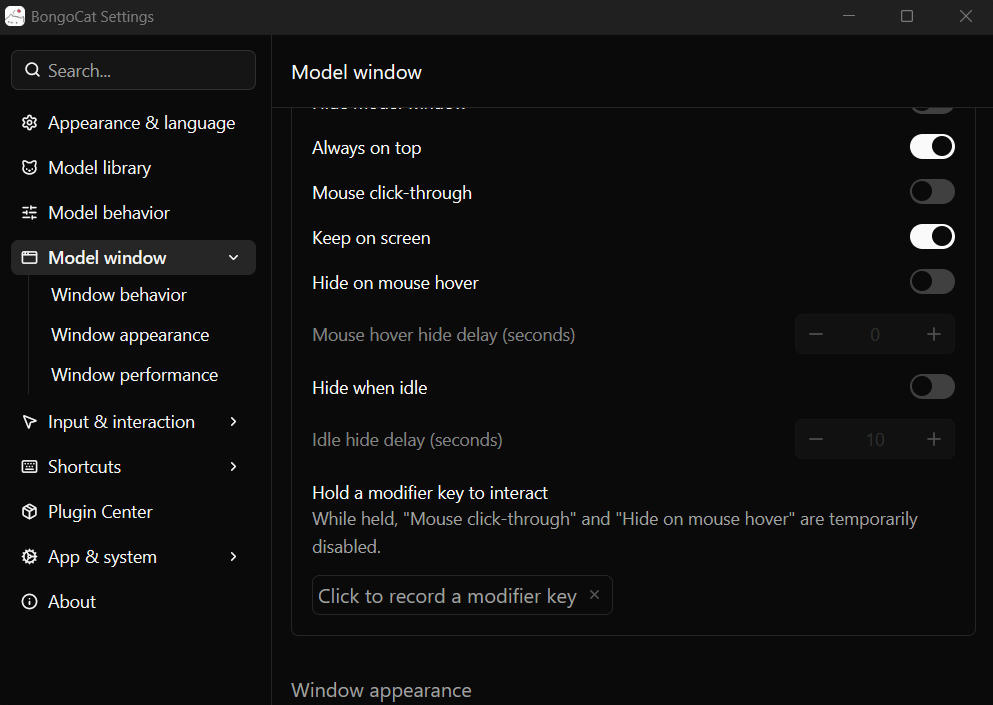 BongoCat Settings
Search...
Appearance & language
Model library
Model behavior
Model window
Window behavior
Window appearance
Window performance
Input & interaction
Shortcuts
Plugin Center
App & system
About
Model window
Hide model window
Always on top
Mouse click-through
Keep on screen
Hide on mouse hover
Mouse hover hide delay (seconds)
0
Hide when idle
Idle hide delay (seconds)
10
Hold a modifier key to interact
While held, "Mouse click-through" and "Hide on mouse hover" are temporarily
disabled.
Click to record a modifier key
Window appearance